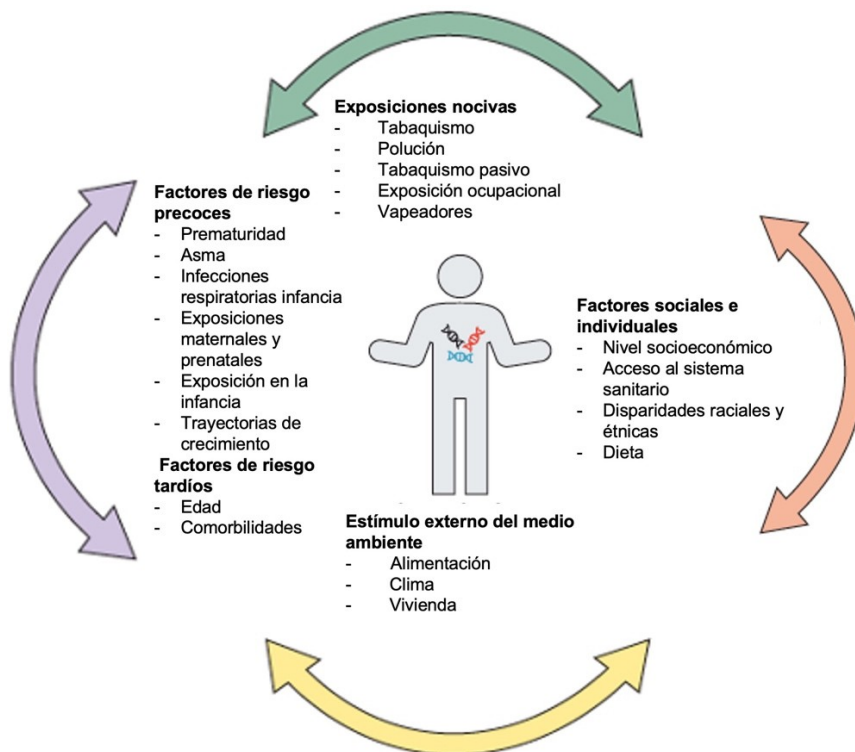 Exposiciones nocivas
- Tabaquismo
- Polución
- Tabaquismo pasivo
- Exposición ocupacional
- Vapeadores
Factores de riesgo
precoces
- Prematuridad
- Asma
- Infecciones
respiratorias infancia
- Exposiciones
maternales y
prenatales
- Exposición en la
infancia
- Trayectorias de
crecimiento
Factores de riesgo
tardíos
- Edad
- Comorbilidades
Factores sociales e
individuales
- Nivel socioeconómico
- Acceso al sistema
sanitario
- Disparidades raciales y
étnicas
- Dieta
Estímulo externo del medio
ambiente
- Alimentación
- Clima
- Vivienda